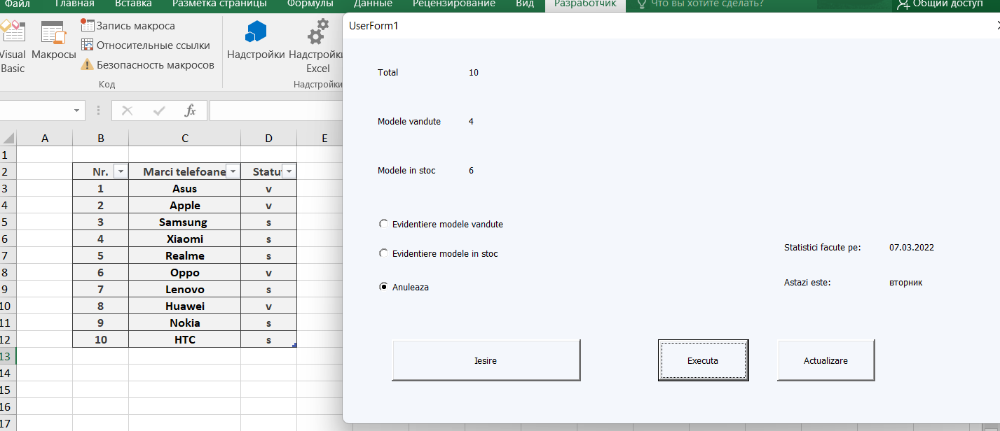 Файл Главная Вставка Разметка страницы Формулы Данные Рецензирование Вид Разработчик Что вы хотите сделать? Общий доступ
Visual Basic
Макросы
Запись макроса
Относительные ссылки
Безопасность макросов
Код
Надстройки
Надстройки Excel
Надстройки
fx
A B C D E
1
2 Nr. Marci telefoane Statut
3 1 Asus v
4 2 Apple v
5 3 Samsung s
6 4 Xiaomi s
7 5 Realme s
8 6 Oppo v
9 7 Lenovo s
10 8 Huawei v
11 9 Nokia s
12 10 HTC s
13
14
15
16
17
UserForm1
Total 10
Modele vandute 4
Modele in stoc 6
Evidentiere modele vandute
Evidentiere modele in stoc
Anuleaza
Statistici facute pe: 07.03.2022
Astazi este: вторник
Iesire
Executa
Actualizare